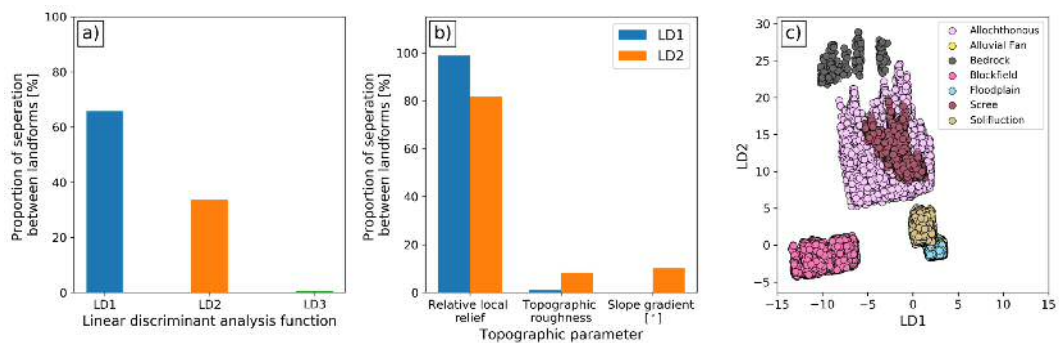 a)
Proportion of seperation
between landforms [%]
100
80
60
40
20
0
LD1
LD2
LD3
Linear discriminant analysis function
b)
Proportion of seperation
between landforms [%]
100
80
60
40
20
0
LD1
LD2
Relative local
relief
Topographic
roughness
Slope gradient
[°]
Topographic parameter
c)
LD2
30
25
20
15
10
5
0
−5
Allochthonous
Alluvial Fan
Bedrock
Blockfield
Floodplain
Scree
Solifluction
−15
−10
−5
0
5
10
15
LD1